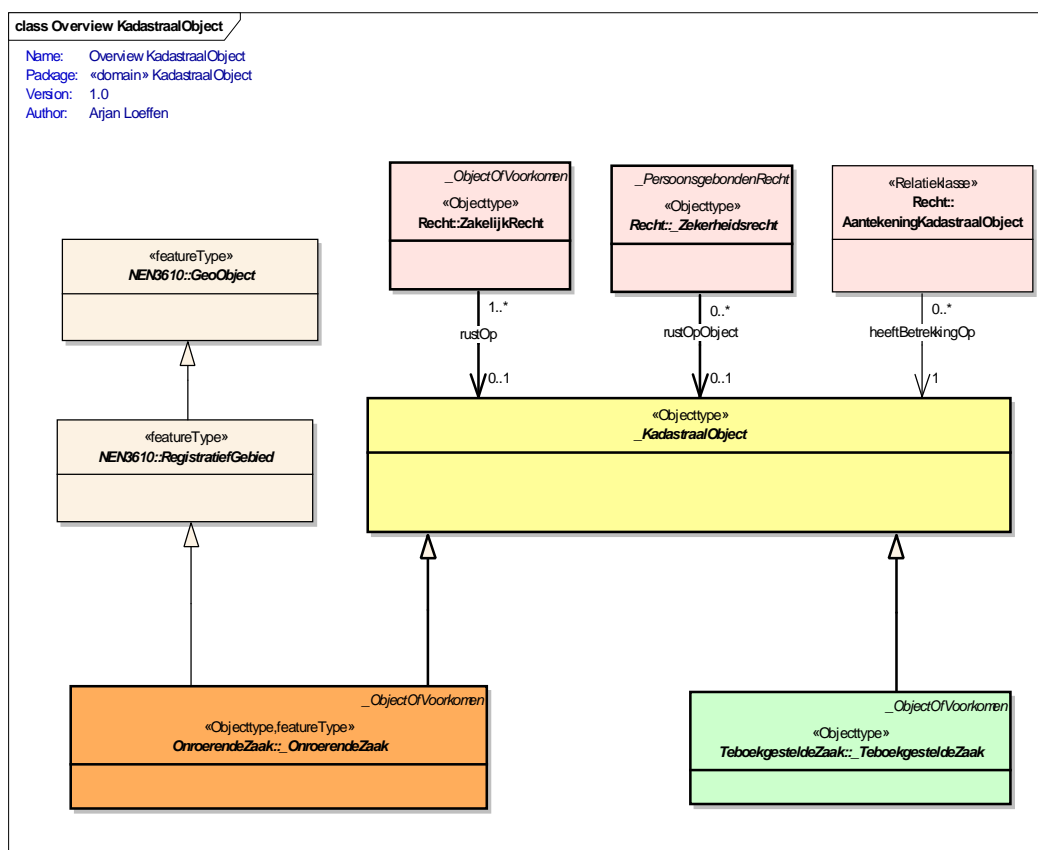 class Overview KadastraalObject
Name: Overview KadastraalObject
Package: «domain» KadastraalObject
Version: 1.0
Author: Arjan Loeffen
_ObjectOfVoorkomen
«Objecttype»
Recht::ZakelijkRecht
_PersoonsgebondenRecht
«Objecttype»
Recht::_Zekerheidsrecht
«Relatieklasse»
Recht::
AantekeningKadastraalObject
«featureType»
NEN3610::GeoObject
1..*
rustOp
0..1
0..*
rustOpObject
0..1
0..*
heeftBetrekkingOp
1
«Objecttype»
_KadastraalObject
«featureType»
NEN3610::RegistratiefGebied
_ObjectOfVoorkomen
«Objecttype,featureType»
OnroerendeZaak::_OnroerendeZaak
_ObjectOfVoorkomen
«Objecttype»
TeboekgesteldeZaak::_TeboekgesteldeZaak